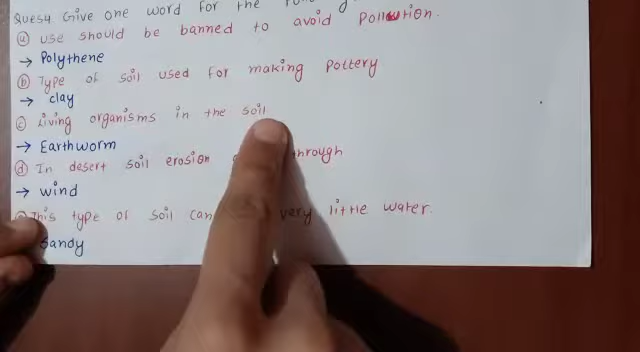 Ques4 Give one word for the
ⓐ Use should be banned to avoid Pollution.
→ Polythene
ⓑ Type of soil used for making Pottery
→ clay
ⓒ Living organisms in the soil
→ Earthworm
ⓓ In desert soil erosion through
→ wind
This type of soil can very little water.
Sandy